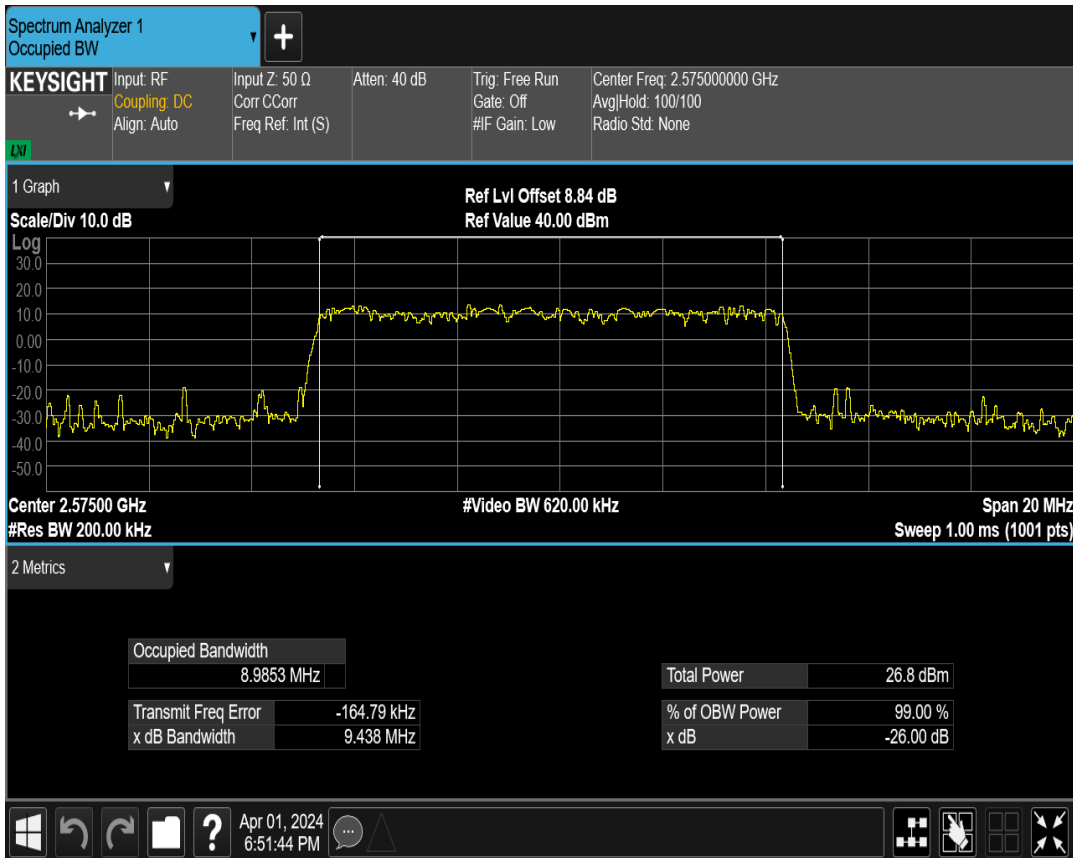 Spectrum Analyzer 1
Occupied BW
+
KEYSIGHT
Input: RF
Coupling: DC
Align: Auto
Input Z: 50 Ω
Corr CCorr
Freq Ref: Int (S)
Atten: 40 dB
Trig: Free Run
Gate: Off
#IF Gain: Low
Center Freq: 2.575000000 GHz
Avg|Hold: 100/100
Radio Std: None
LXI
1 Graph
Ref Lvl Offset 8.84 dB
Scale/Div 10.0 dB
Ref Value 40.00 dBm
Log
30.0
20.0
10.0
0.00
-10.0
-20.0
-30.0
-40.0
-50.0
Center 2.57500 GHz
#Video BW 620.00 kHz
Span 20 MHz
#Res BW 200.00 kHz
Sweep 1.00 ms (1001 pts)
2 Metrics
Occupied Bandwidth
8.9853 MHz
Total Power 26.8 dBm
Transmit Freq Error -164.79 kHz
% of OBW Power 99.00 %
x dB Bandwidth 9.438 MHz
x dB -26.00 dB
?
Apr 01, 2024
6:51:44 PM